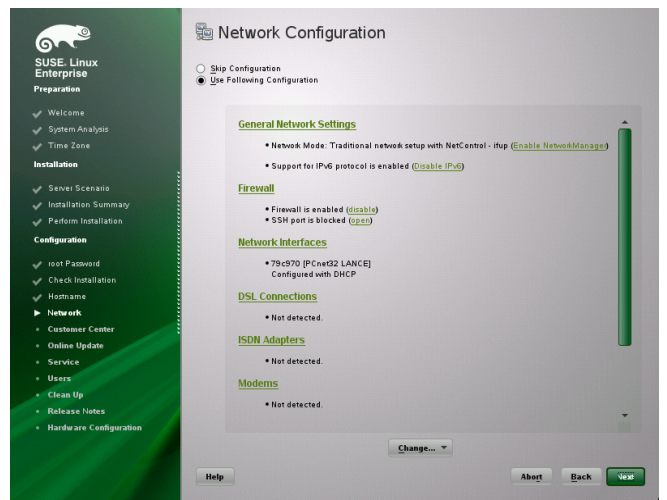 SUSE. Linux
Enterprise
Preparation
Welcome
System Analysis
Time Zone
Installation
Server Scenario
Installation Summary
Perform Installation
Configuration
root Password
Check Installation
Hostname
Network
Customer Center
Online Update
Service
Users
Clean Up
Release Notes
Hardware Configuration
Network Configuration
Skip Configuration
Use Following Configuration
General Network Settings
Network Mode: Traditional network setup with NetControl - ifup (Enable NetworkManager)
Support for IPv6 protocol is enabled (Disable IPv6)
Firewall
Firewall is enabled (disable)
SSH port is blocked (open)
Network Interfaces
79c970 [PCnet32 LANCE]
Configured with DHCP
DSL Connections
Not detected.
ISDN Adapters
Not detected.
Modems
Not detected.
Change...
Help
Abort
Back
Next